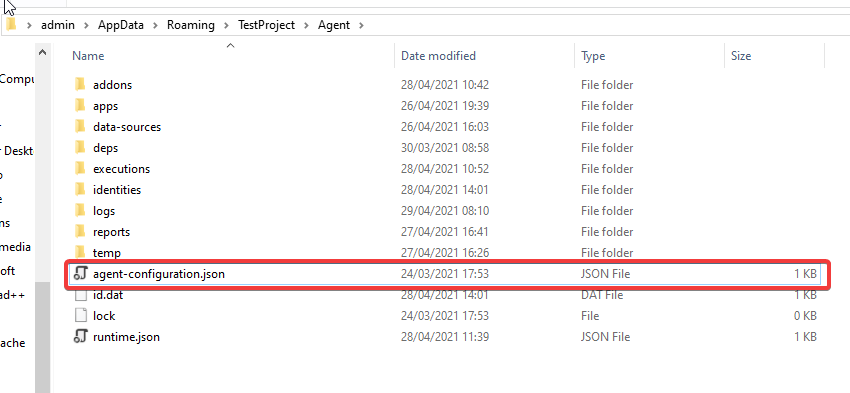 admin > AppData > Roaming > TestProject > Agent >
Name Date modified Type Size
addons 28/04/2021 10:42 File folder
apps 26/04/2021 19:39 File folder
data-sources 26/04/2021 16:03 File folder
deps 30/03/2021 08:58 File folder
executions 28/04/2021 10:52 File folder
identities 28/04/2021 14:01 File folder
logs 29/04/2021 08:10 File folder
reports 27/04/2021 16:41 File folder
temp 27/04/2021 16:26 File folder
agent-configuration.json 24/03/2021 17:53 JSON File 1 KB
id.dat 28/04/2021 14:01 DAT File 1 KB
lock 24/03/2021 17:53 File 0 KB
runtime.json 28/04/2021 11:39 JSON File 1 KB
Compu
r Deskt
ns
media
oft
ad++
ache